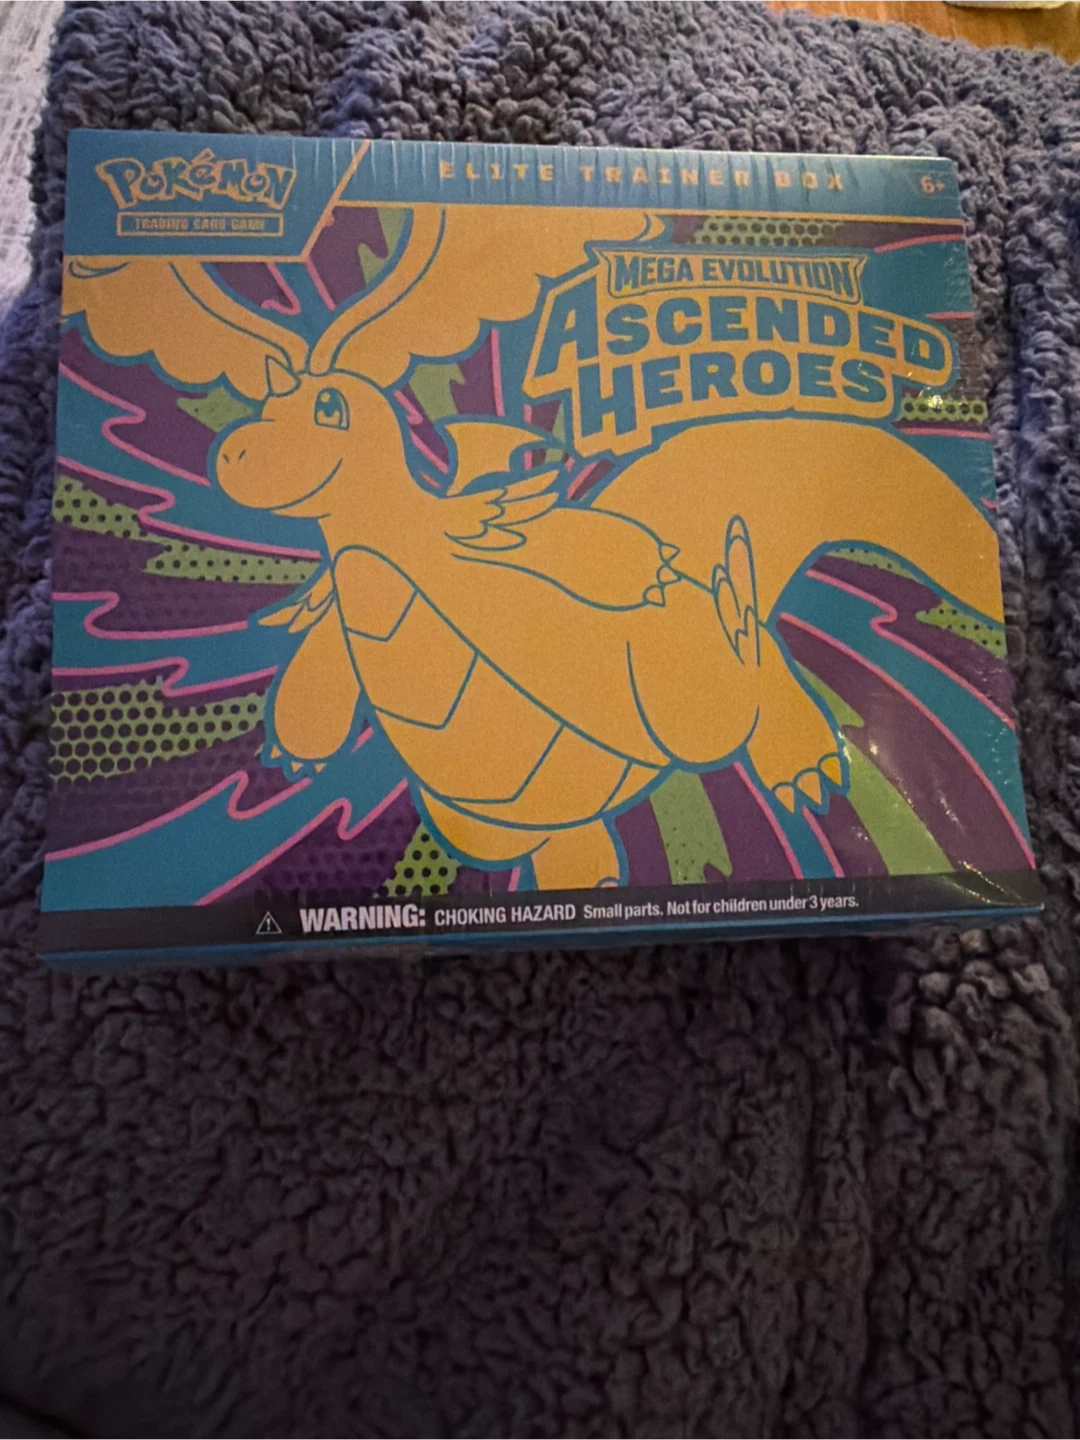 POKéMON
TRADING CARD GAME
ELITE TRAINER BOX
6+
MEGA EVOLUTION
ASCENDED
HEROES
WARNING: CHOKING HAZARD Small parts. Not for children under 3 years.